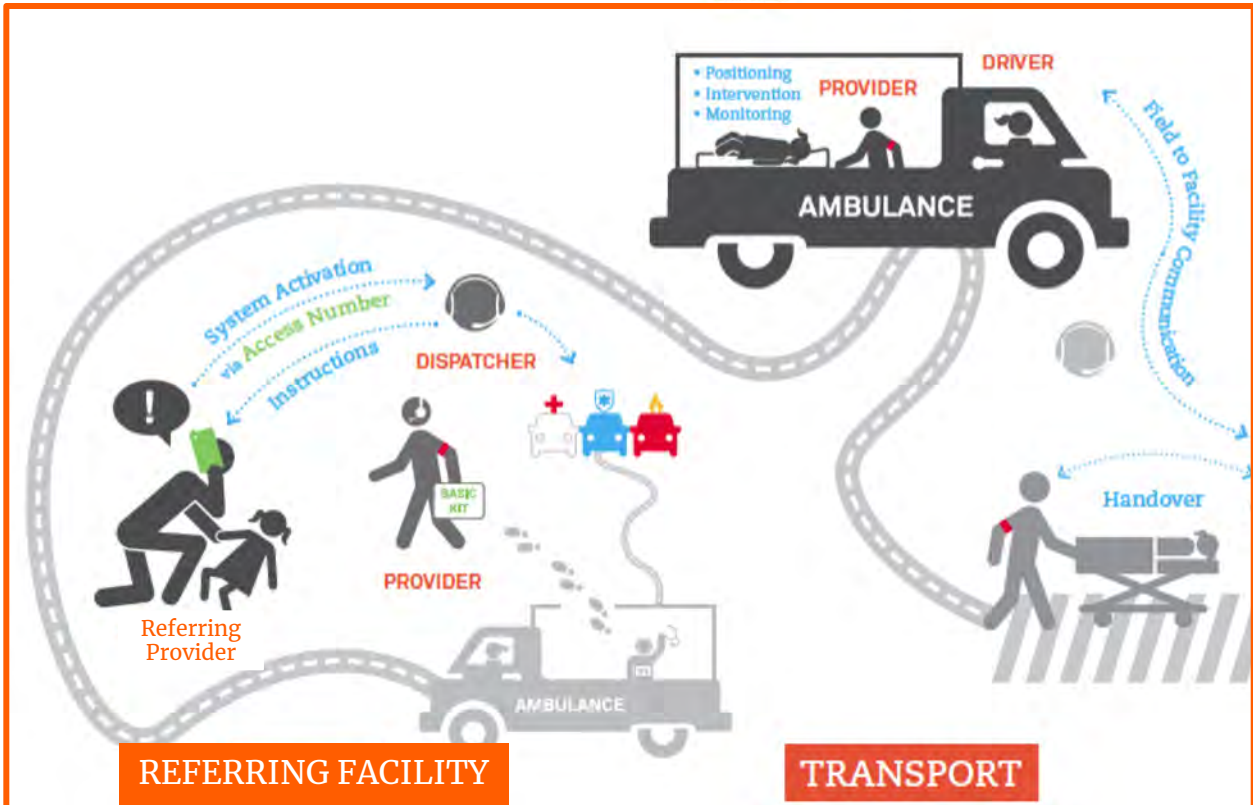 • Positioning
• Intervention
• Monitoring
PROVIDER
DRIVER
AMBULANCE
Field to Facility Communication
System Activation
via Access Number
Instructions
DISPATCHER
!
BASIC
KIT
PROVIDER
Referring
Provider
AMBULANCE
Handover
REFERRING FACILITY
TRANSPORT